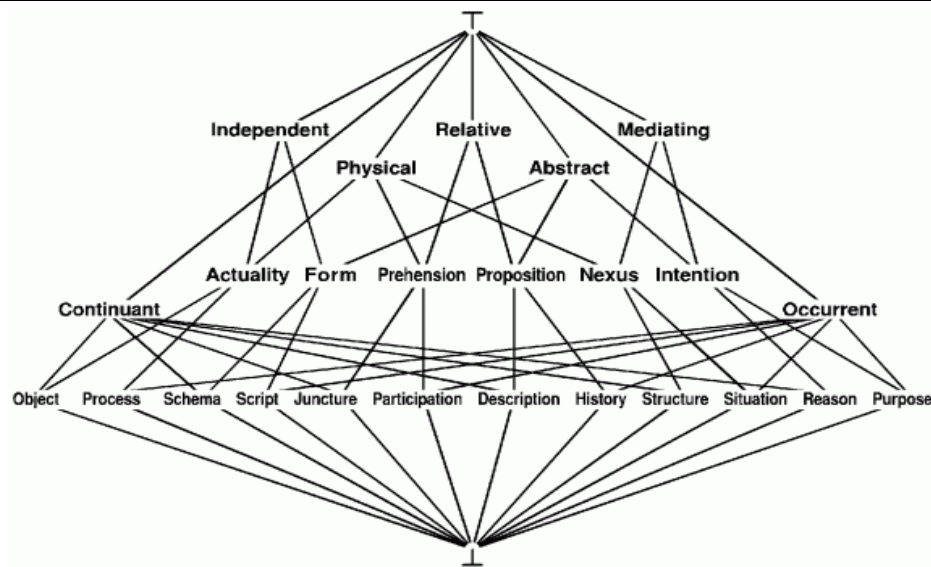 ⊤
Independent Relative Mediating
Physical Abstract
Actuality Form Prehension Proposition Nexus Intention
Continuant Occurrent
Object Process Schema Script Juncture Participation Description History Structure Situation Reason Purpose
⊥